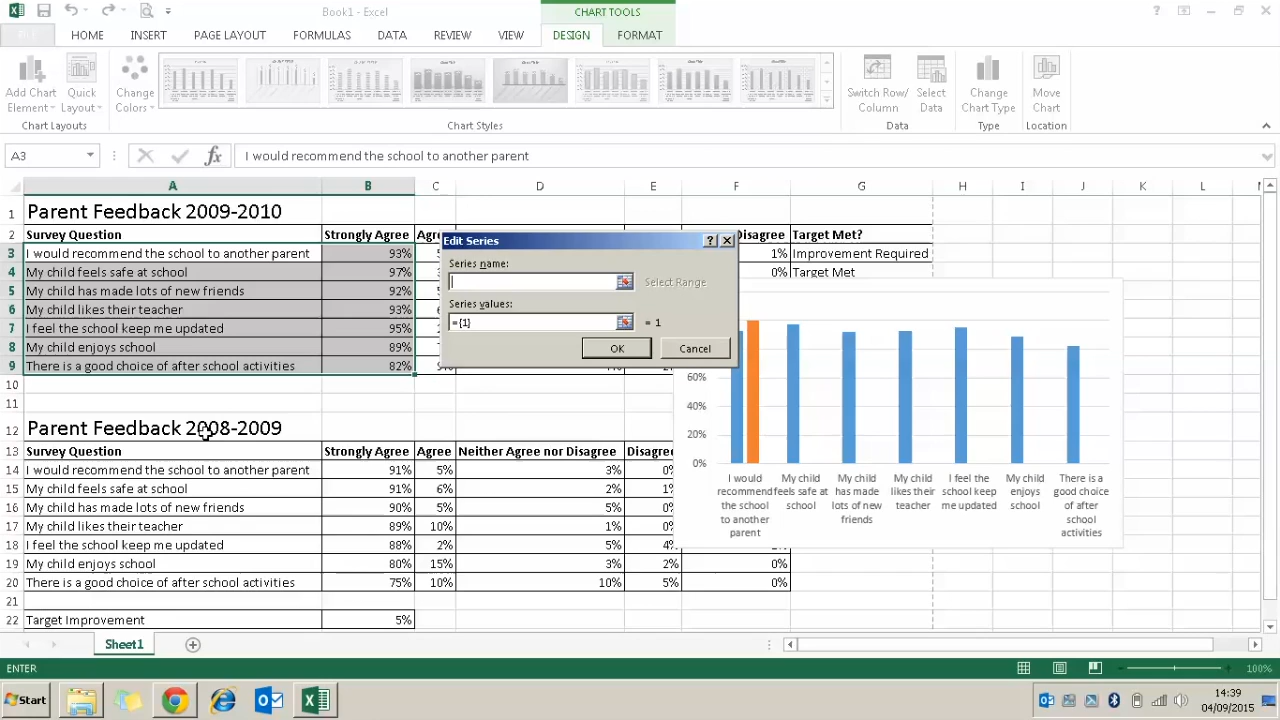 Book1 - Excel
CHART TOOLS
HOME INSERT PAGE LAYOUT FORMULAS DATA REVIEW VIEW DESIGN FORMAT
Add Chart Element
Quick Layout
Change Colors
Switch Row/ Column
Select Data
Change Chart Type
Move Chart
Chart Layouts Chart Styles Data Type Location
A3 fx I would recommend the school to another parent
A B C D E F G H I J K L
1 Parent Feedback 2009-2010
2 Survey Question Strongly Agree Agre Disagree Target Met?
3 I would recommend the school to another parent 93% 1% Improvement Required
4 My child feels safe at school 97% 0% Target Met
5 My child has made lots of new friends 92%
6 My child likes their teacher 93%
7 I feel the school keep me updated 95%
8 My child enjoys school 89%
9 There is a good choice of after school activities 82%
10
11
12 Parent Feedback 2008-2009
13 Survey Question Strongly Agree Agree Neither Agree nor Disagree Disagree
14 I would recommend the school to another parent 91% 5% 3% 0%
15 My child feels safe at school 91% 6% 2% 1%
16 My child has made lots of new friends 90% 5% 5% 0%
17 My child likes their teacher 89% 10% 1% 0%
18 I feel the school keep me updated 88% 2% 5% 4%
19 My child enjoys school 80% 15% 3% 2% 0%
20 There is a good choice of after school activities 75% 10% 10% 5% 0%
21
22 Target Improvement 5%
Edit Series
Series name:
Select Range
Series values:
={1} = 1
OK Cancel
60%
40%
20%
0%
I would recommend the school to another parent
My child feels safe at school
My child has made lots of new friends
My child likes their teacher
I feel the school keep me updated
My child enjoys school
There is a good choice of after school activities
Sheet1
ENTER 100%
Start
14:39
04/09/2015